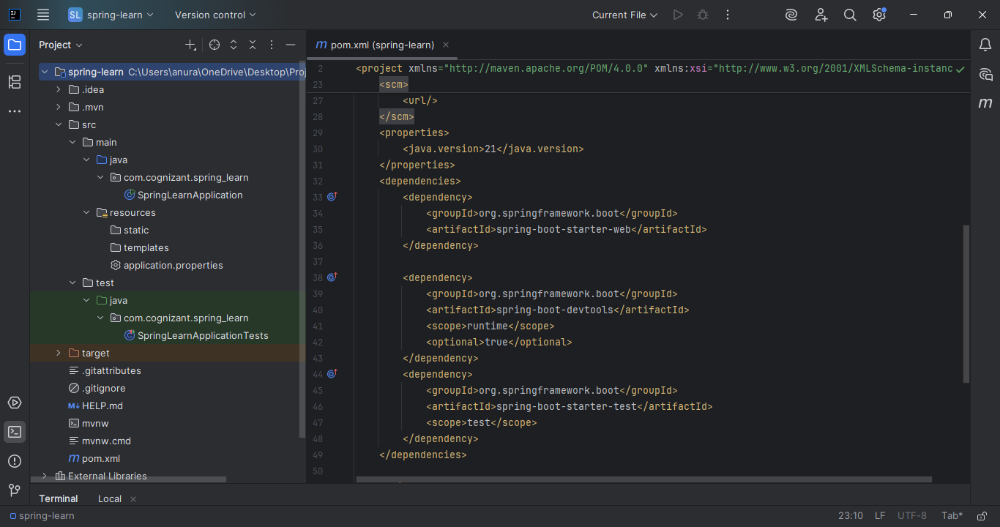 SL spring-learn Version control Current File
Project
pom.xml (spring-learn)
spring-learn C:\Users\anura\OneDrive\Desktop\Proj
.idea
.mvn
src
main
java
com.cognizant.spring_learn
SpringLearnApplication
resources
static
templates
application.properties
test
java
com.cognizant.spring_learn
SpringLearnApplicationTests
target
.gitattributes
.gitignore
M↓ HELP.md
mvnw
mvnw.cmd
m pom.xml
External Libraries
2 <project xmlns="http://maven.apache.org/POM/4.0.0" xmlns:xsi="http://www.w3.org/2001/XMLSchema-instanc
23 <scm>
27 <url/>
28 </scm>
29 <properties>
30 <java.version>21</java.version>
31 </properties>
32 <dependencies>
33 <dependency>
34 <groupId>org.springframework.boot</groupId>
35 <artifactId>spring-boot-starter-web</artifactId>
36 </dependency>
37
38 <dependency>
39 <groupId>org.springframework.boot</groupId>
40 <artifactId>spring-boot-devtools</artifactId>
41 <scope>runtime</scope>
42 <optional>true</optional>
43 </dependency>
44 <dependency>
45 <groupId>org.springframework.boot</groupId>
46 <artifactId>spring-boot-starter-test</artifactId>
47 <scope>test</scope>
48 </dependency>
49 </dependencies>
50
Terminal Local
spring-learn 23:10 LF UTF-8 Tab*